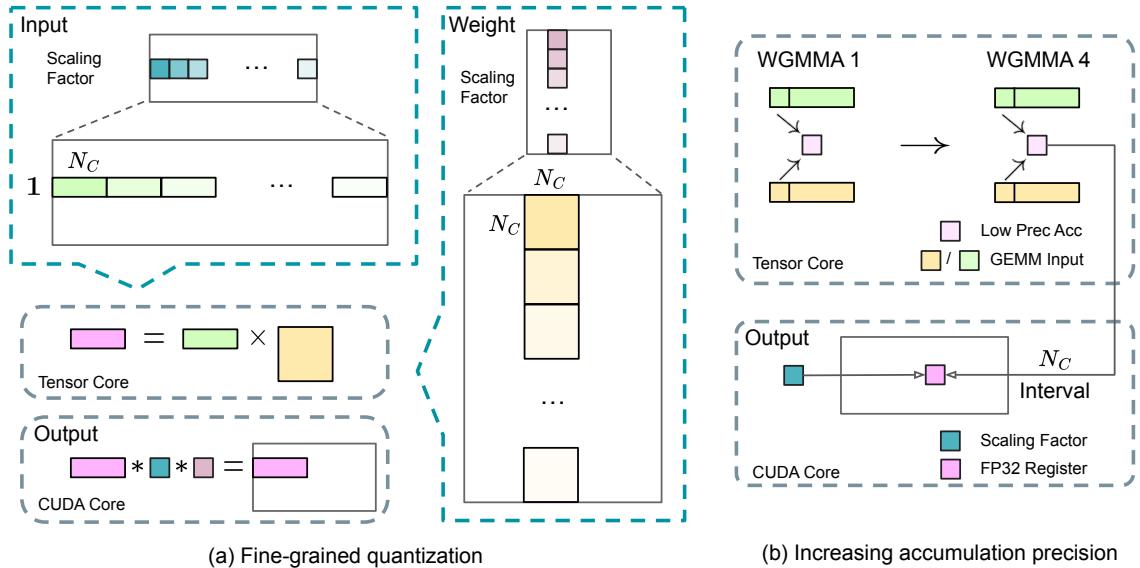 Input
Scaling
Factor
...
N_C
1
...
= ×
Tensor Core
Output
* * =
CUDA Core
Weight
Scaling
Factor
...
N_C
N_C
...
(a) Fine-grained quantization
WGMMA 1
WGMMA 4
Low Prec Acc
/ GEMM Input
Tensor Core
Output
N_C
Interval
Scaling Factor
FP32 Register
CUDA Core
(b) Increasing accumulation precision